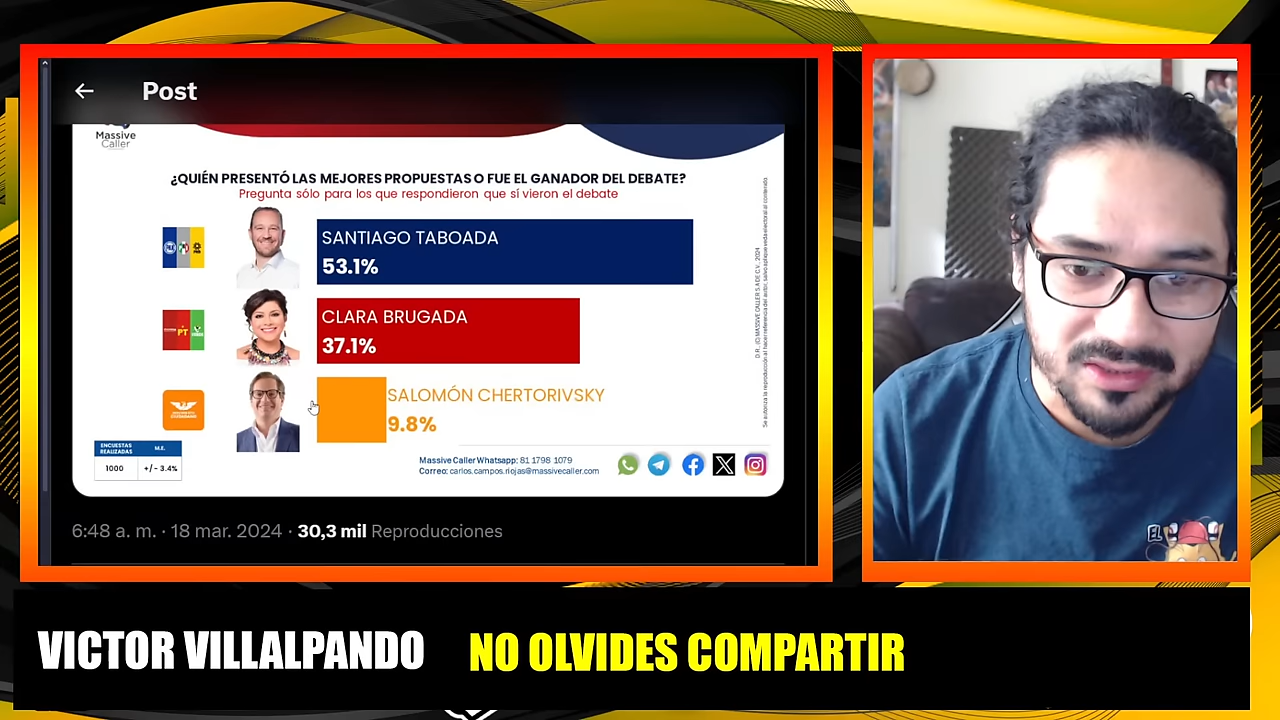 Post
Massive
Caller
¿QUIÉN PRESENTÓ LAS MEJORES PROPUESTAS O FUE EL GANADOR DEL DEBATE?
Pregunta sólo para los que respondieron que sí vieron el debate
SANTIAGO TABOADA
53.1%
CLARA BRUGADA
37.1%
PT
SALOMÓN CHERTORIVSKY
9.8%
ENCUESTAS
REALIZADAS
M.E.
1000
+/- 3.4%
Massive Caller Whatsapp: 81 1798 1079
Correo: carlos.campos.riojas@massivecaller.com
6:48 a. m. · 18 mar. 2024 · 30,3 mil Reproducciones
EL
VICTOR VILLALPANDO
NO OLVIDES COMPARTIR